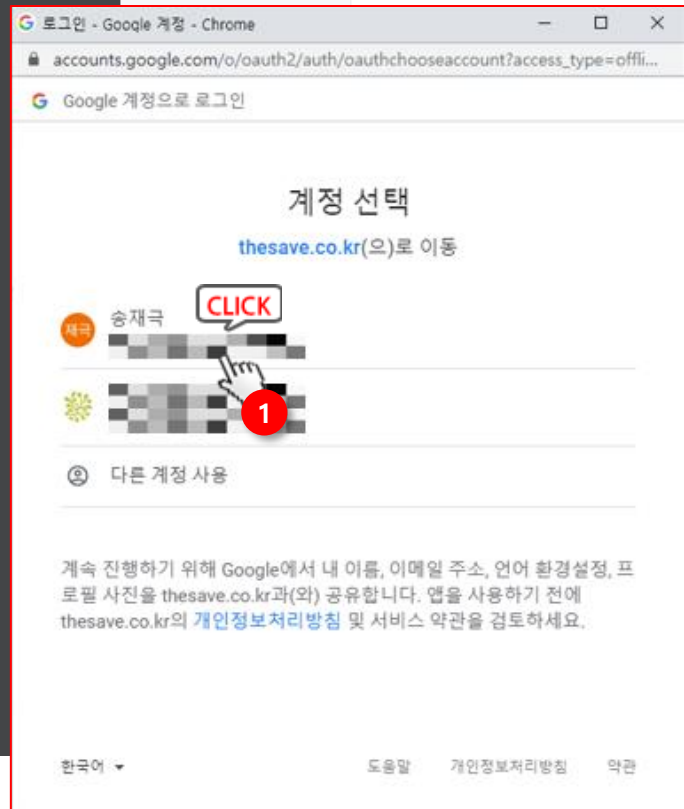 로그인 - Google 계정 - Chrome
accounts.google.com/o/oauth2/auth/oauthchooseaccount?access_type=offli...
Google 계정으로 로그인
계정 선택
thesave.co.kr(으)로 이동
재극
송재극
CLICK
1
다른 계정 사용
계속 진행하기 위해 Google에서 내 이름, 이메일 주소, 언어 환경설정, 프
로필 사진을 thesave.co.kr과(와) 공유합니다. 앱을 사용하기 전에
thesave.co.kr의 개인정보처리방침 및 서비스 약관을 검토하세요.
한국어
도움말 개인정보처리방침 약관